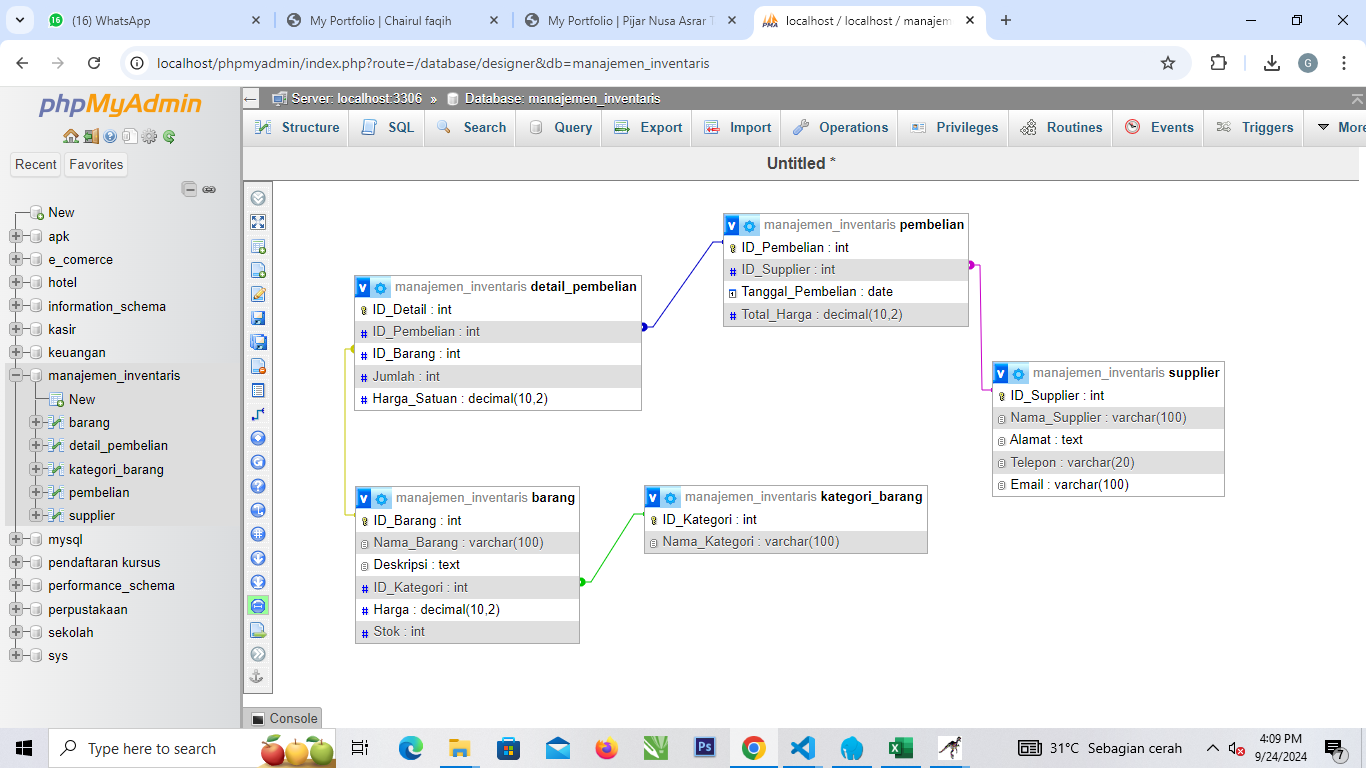 (16) WhatsApp
My Portfolio | Chairul faqih
My Portfolio | Pijar Nusa Asrar T
PMA
localhost / localhost / manajem
localhost/phpmyadmin/index.php?route=/database/designer&db=manajemen_inventaris
G
phpMyAdmin
Recent
Favorites
New
apk
e_comerce
hotel
information_schema
kasir
keuangan
manajemen_inventaris
New
barang
detail_pembelian
kategori_barang
pembelian
supplier
mysql
pendaftaran kursus
performance_schema
perpustakaan
sekolah
sys
Server: localhost:3306 » Database: manajemen_inventaris
Structure
SQL
Search
Query
Export
Import
Operations
Privileges
Routines
Events
Triggers
More
Untitled *
v manajemen_inventaris pembelian
ID_Pembelian : int
# ID_Supplier : int
Tanggal_Pembelian : date
# Total_Harga : decimal(10,2)
v manajemen_inventaris detail_pembelian
ID_Detail : int
# ID_Pembelian : int
# ID_Barang : int
# Jumlah : int
# Harga_Satuan : decimal(10,2)
v manajemen_inventaris supplier
ID_Supplier : int
Nama_Supplier : varchar(100)
Alamat : text
Telepon : varchar(20)
Email : varchar(100)
v manajemen_inventaris barang
ID_Barang : int
Nama_Barang : varchar(100)
Deskripsi : text
# ID_Kategori : int
# Harga : decimal(10,2)
# Stok : int
v manajemen_inventaris kategori_barang
ID_Kategori : int
Nama_Kategori : varchar(100)
Console
Type here to search
Ps
31°C Sebagian cerah
4:09 PM
9/24/2024
7